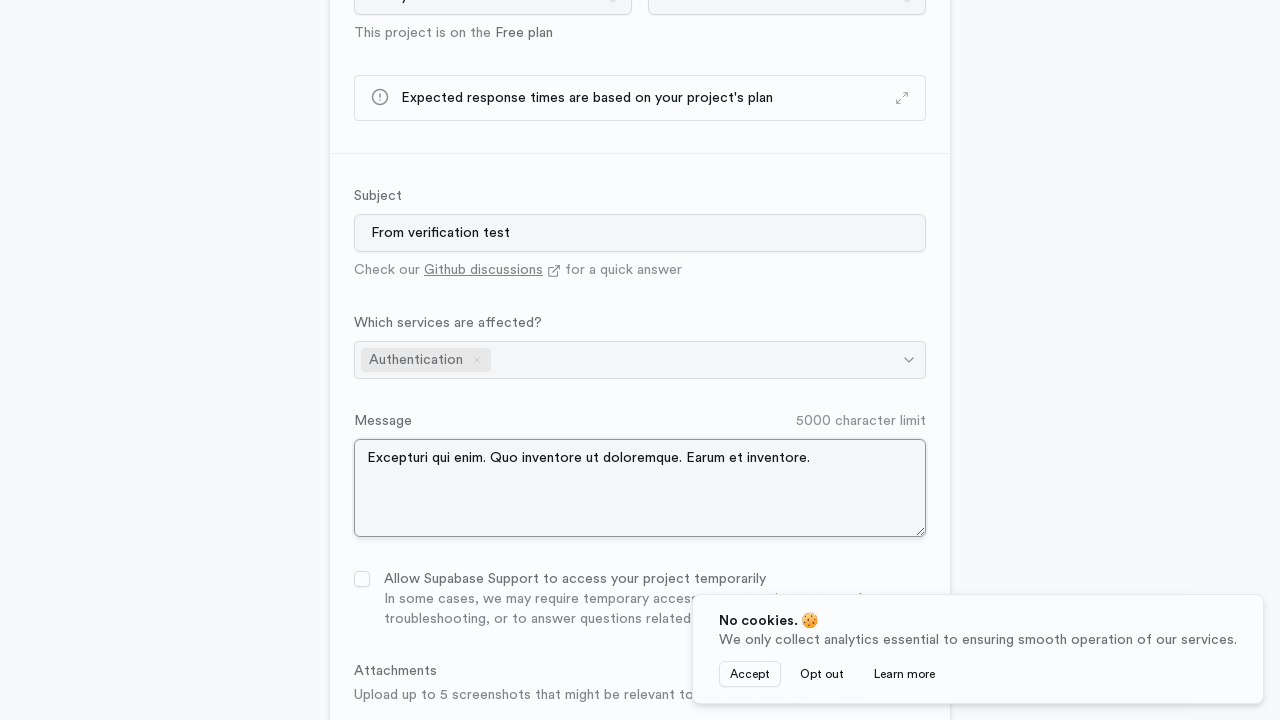 This project is on the Free plan
Expected response times are based on your project's plan
Subject
From verification test
Check our Github discussions for a quick answer
Which services are affected?
Authentication
Message
5000 character limit
Excepturi qui enim. Quo inventore ut doloremque. Earum et inventore.
Allow Supabase Support to access your project temporarily
In some cases, we may require temporary access
troubleshooting, or to answer questions related
No cookies. 🍪
We only collect analytics essential to ensuring smooth operation of our services.
Accept
Opt out
Learn more
Attachments
Upload up to 5 screenshots that might be relevant to